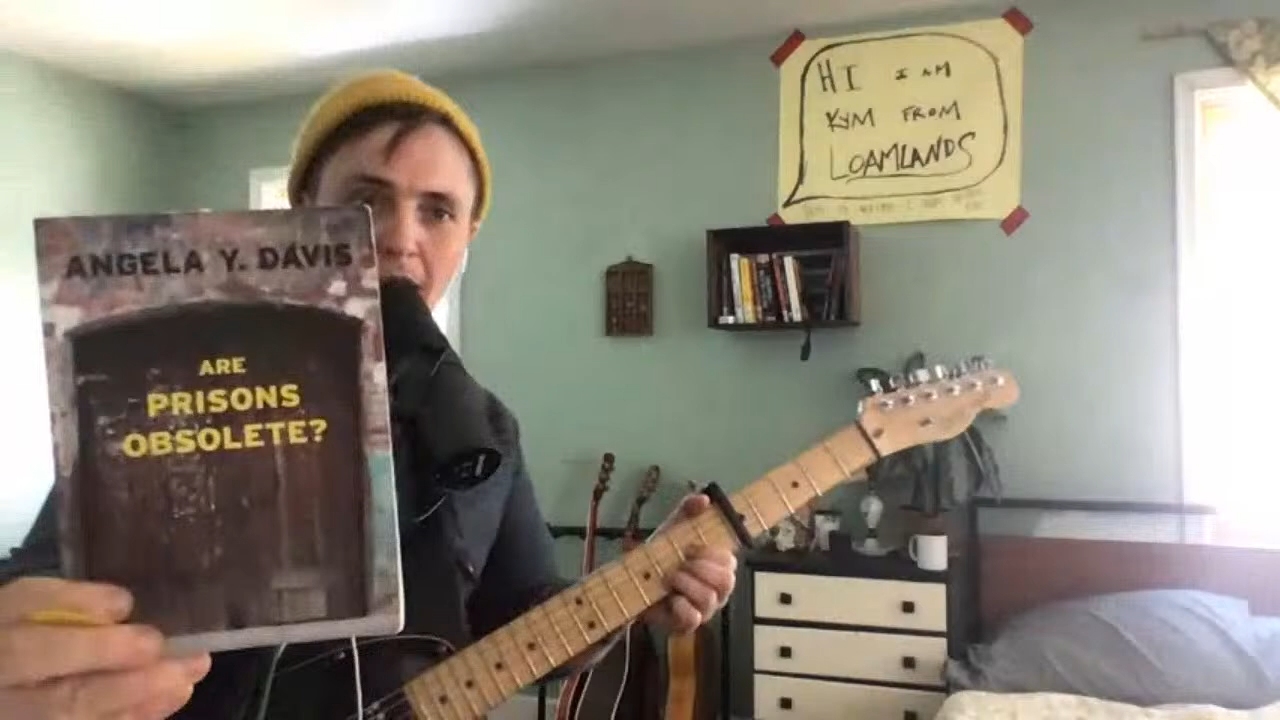 ANGELA Y. DAVIS
ARE
PRISONS
OBSOLETE?
HI I AM
KYM FROM
LOAMLANDS